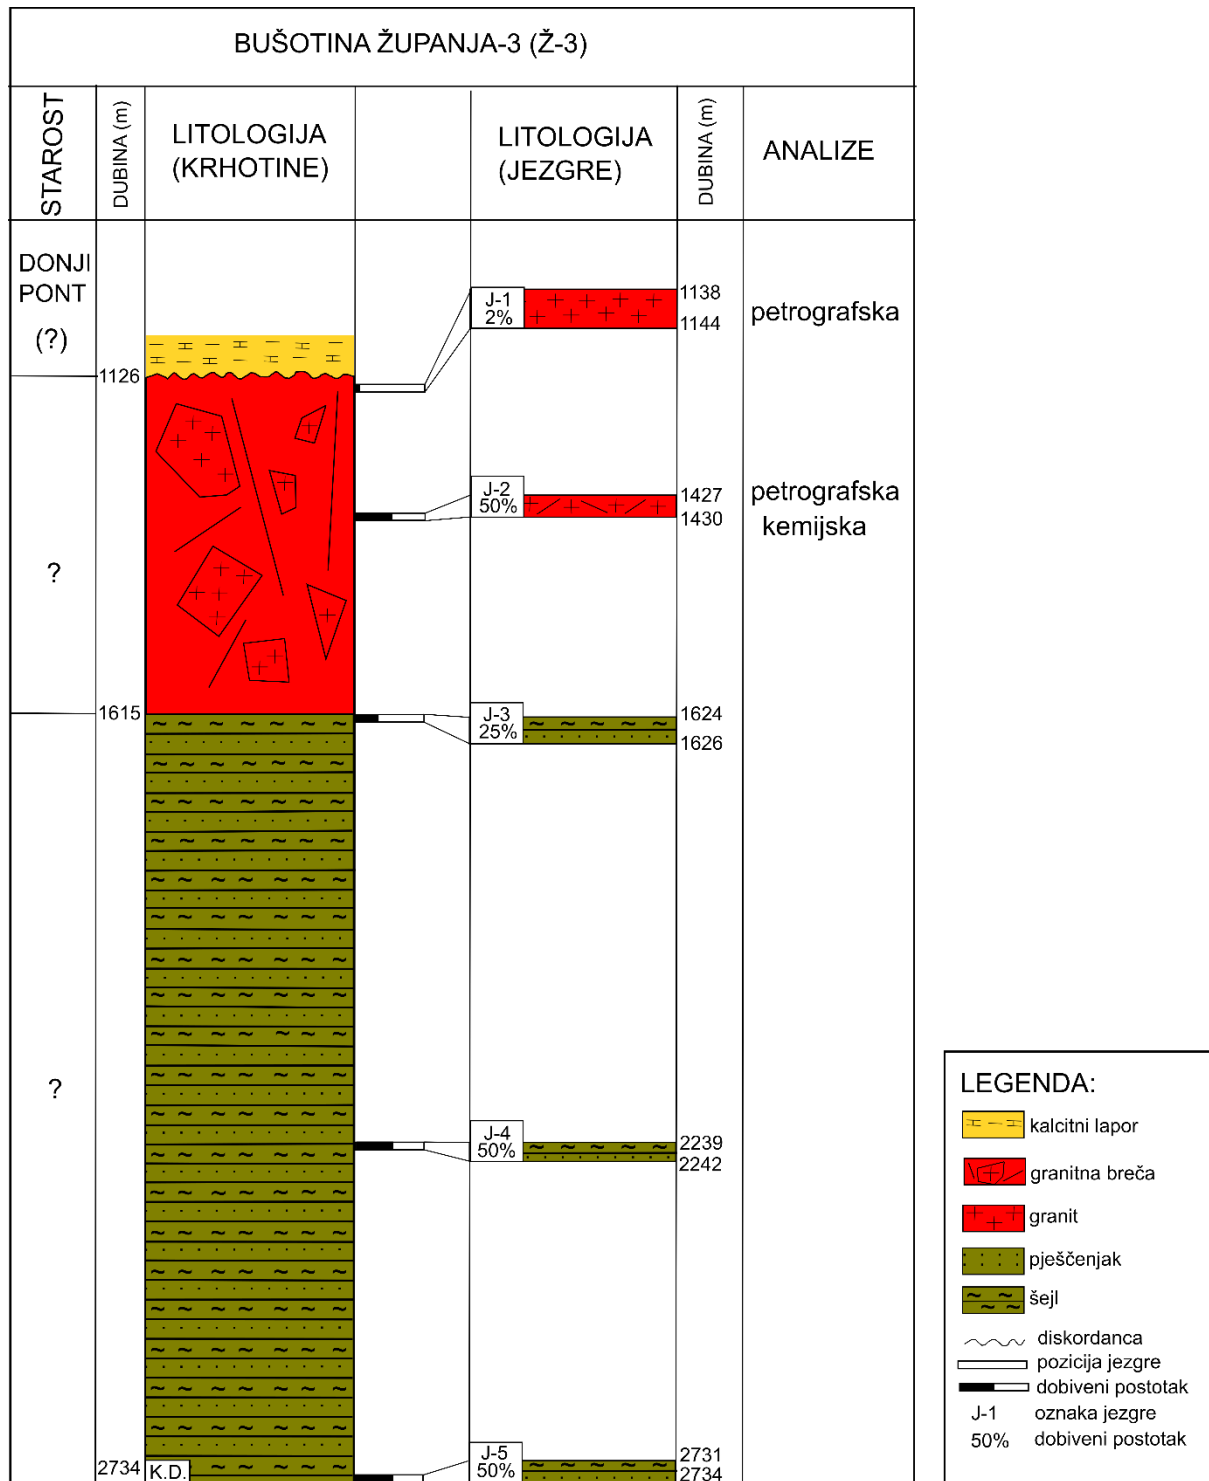 BUŠOTINA ŽUPANJA-3 (Ž-3)
STAROST
DUBINA (m)
LITOLOGIJA
(KRHOTINE)
LITOLOGIJA
(JEZGRE)
DUBINA (m)
ANALIZE
DONJI
PONT
(?)
1126
J-1
2%
1138
1144
petrografska
?
J-2
50%
1427
1430
petrografska
kemijska
1615
J-3
25%
1624
1626
?
J-4
50%
2239
2242
2734
K.D.
J-5
50%
2731
2734
LEGENDA:
kalcitni lapor
granitna breča
granit
pješčenjak
šejl
diskordanca
pozicija jezgre
dobiveni postotak
J-1 oznaka jezgre
50% dobiveni postotak